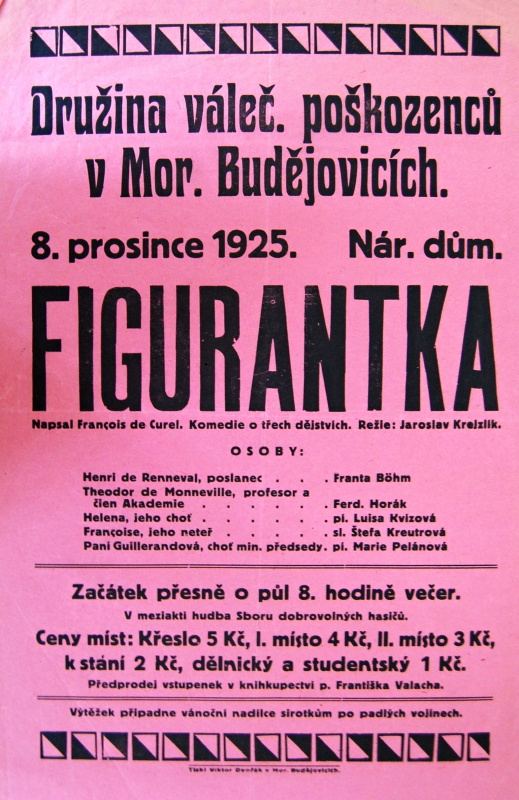 Družina váleč. poškozenců
v Mor. Budějovicích.
8. prosince 1925. Nár. dům.
FIGURANTKA
Napsal François de Curel. Komedie o třech dějstvích. Režie: Jaroslav Krejzlík.
OSOBY:
Henri de Renneval, poslanec . . . Franta Böhm
Theodor de Monneville, profesor a
člen Akademie . . . . . . Ferd. Horák
Helena, jeho choť . . . . . pí. Luisa Kvizová
Françoise, jeho neteř . . . . . sl. Štefa Kreutrová
Paní Guillerandová, choť min. předsedy. pí. Marie Pelánová
Začátek přesně o půl 8. hodině večer.
V meziaktí hudba Sboru dobrovolných hasičů.
Ceny míst: Křeslo 5 Kč, I. místo 4 Kč, II. místo 3 Kč,
k stání 2 Kč, dělnický a studentský 1 Kč.
Předprodej vstupenek v knihkupectví p. Františka Valacha.
Výtěžek připadne vánoční nadílce sirotkům po padlých vojínech.
Tiskl Viktor Dvořák v Mor. Budějovicích.